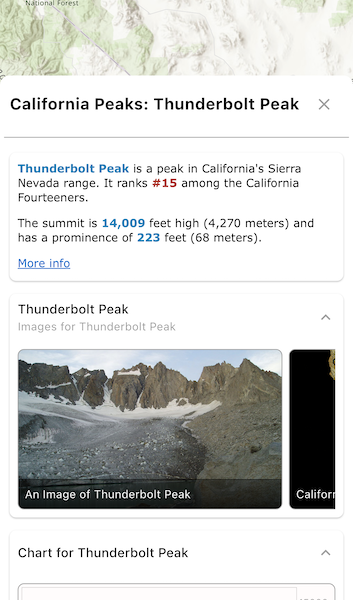 National Forest
California Peaks: Thunderbolt Peak
Thunderbolt Peak is a peak in California's Sierra
Nevada range. It ranks #15 among the California
Fourteeners.
The summit is 14,009 feet high (4,270 meters) and
has a prominence of 223 feet (68 meters).
More info
Thunderbolt Peak
Images for Thunderbolt Peak
An Image of Thunderbolt Peak
Califor
Chart for Thunderbolt Peak